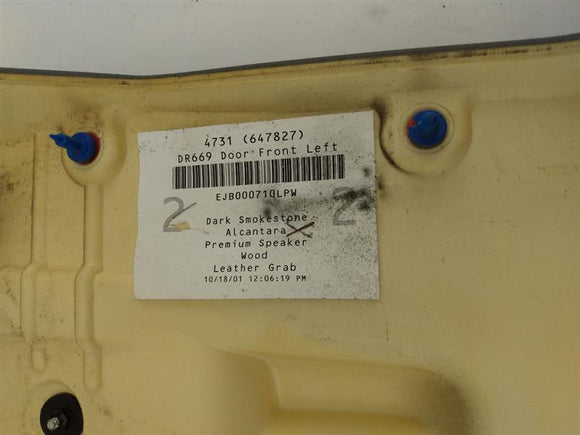 4731 (647827)
DR669 Door Front Left
EJB000710LPW
2 2
Dark Smokestone
Alcantara
Premium Speaker
Wood
Leather Grab
10/18/01 12:06:19 PM